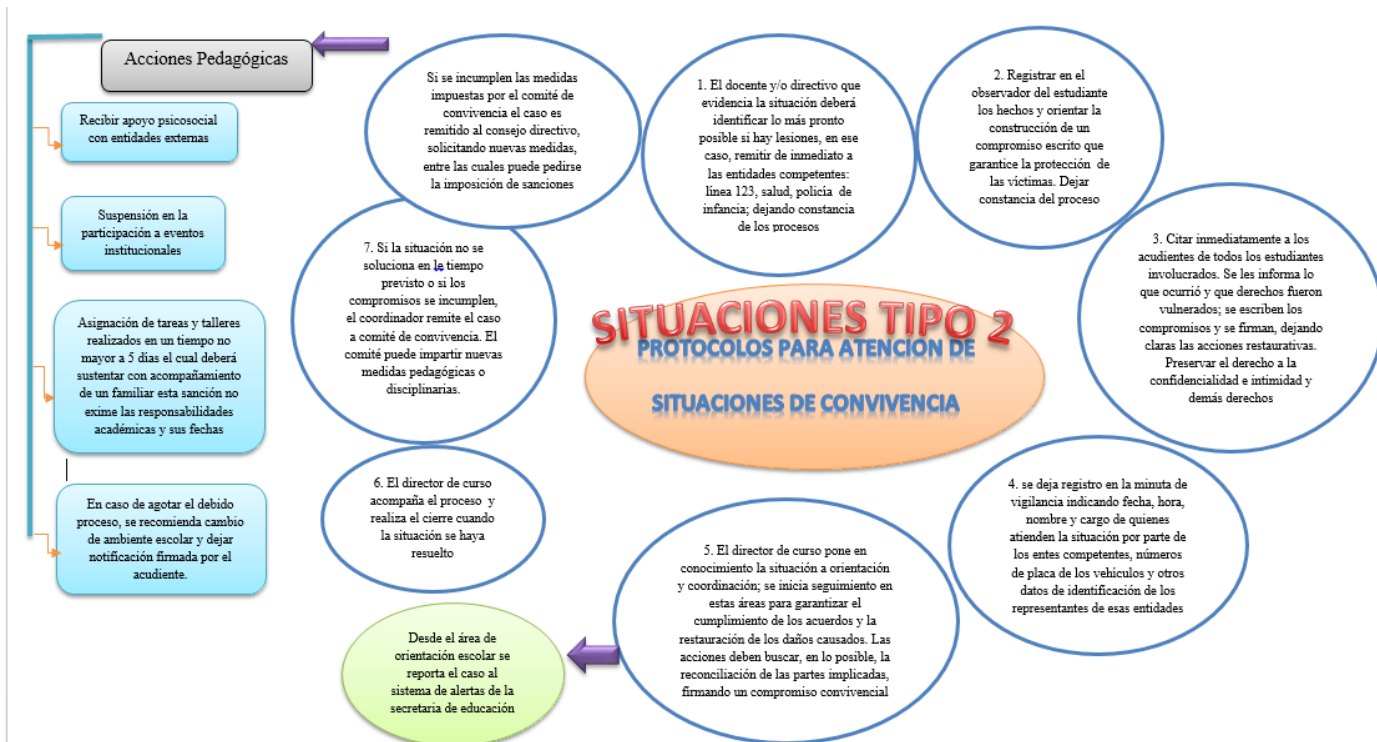 Acciones Pedagógicas
Recibir apoyo psicosocial
con entidades externas
Suspensión en la
participación a eventos
institucionales
Asignación de tareas y talleres
realizados en un tiempo no
mayor a 5 dias el cual deberá
sustentar con acompañamiento
de un familiar esta sanción no
exime las responsabilidades
académicas y sus fechas
En caso de agotar el debido
proceso, se recomienda cambio
de ambiente escolar y dejar
notificación firmada por el
acudiente.
Si se incumplen las medidas
impuestas por el comité de
convivencia el caso es
remitido al consejo directivo,
solicitando nuevas medidas,
entre las cuales puede pedirse
la imposición de sanciones
1. El docente y/o directivo que
evidencia la situación deberá
identificar lo más pronto
posible si hay lesiones, en ese
caso, remitir de inmediato a
las entidades competentes:
línea 123, salud, policía de
infancia; dejando constancia
de los procesos
2. Registrar en el
observador del estudiante
los hechos y orientar la
construcción de un
compromiso escrito que
garantice la protección de
las víctimas. Dejar
constancia del proceso
3. Citar inmediatamente a los
acudientes de todos los estudiantes
involucrados. Se les informa lo
que ocurrió y que derechos fueron
vulnerados; se escriben los
compromisos y se firman, dejando
claras las acciones restaurativas.
Preservar el derecho a la
confidencialidad e intimidad y
demás derechos
4. se deja registro en la minuta de
vigilancia indicando fecha, hora,
nombre y cargo de quienes
atienden la situación por parte de
los entes competentes, números
de placa de los vehículos y otros
datos de identificación de los
representantes de esas entidades
5. El director de curso pone en
conocimiento la situación a orientación
y coordinación; se inicia seguimiento en
estas áreas para garantizar el
cumplimiento de los acuerdos y la
restauración de los daños causados. Las
acciones deben buscar, en lo posible, la
reconciliación de las partes implicadas,
firmando un compromiso convivencial
Desde el área de
orientación escolar se
reporta el caso al
sistema de alertas de la
secretaria de educación
6. El director de curso
acompaña el proceso y
realiza el cierre cuando
la situación se haya
resuelto
7. Si la situación no se
soluciona en le tiempo
previsto o si los
compromisos se incumplen,
el coordinador remite el caso
a comité de convivencia. El
comité puede impartir nuevas
medidas pedagógicas o
disciplinarias.
SITUACIONES TIPO 2
PROTOCOLOS PARA ATENCION DE
SITUACIONES DE CONVIVENCIA